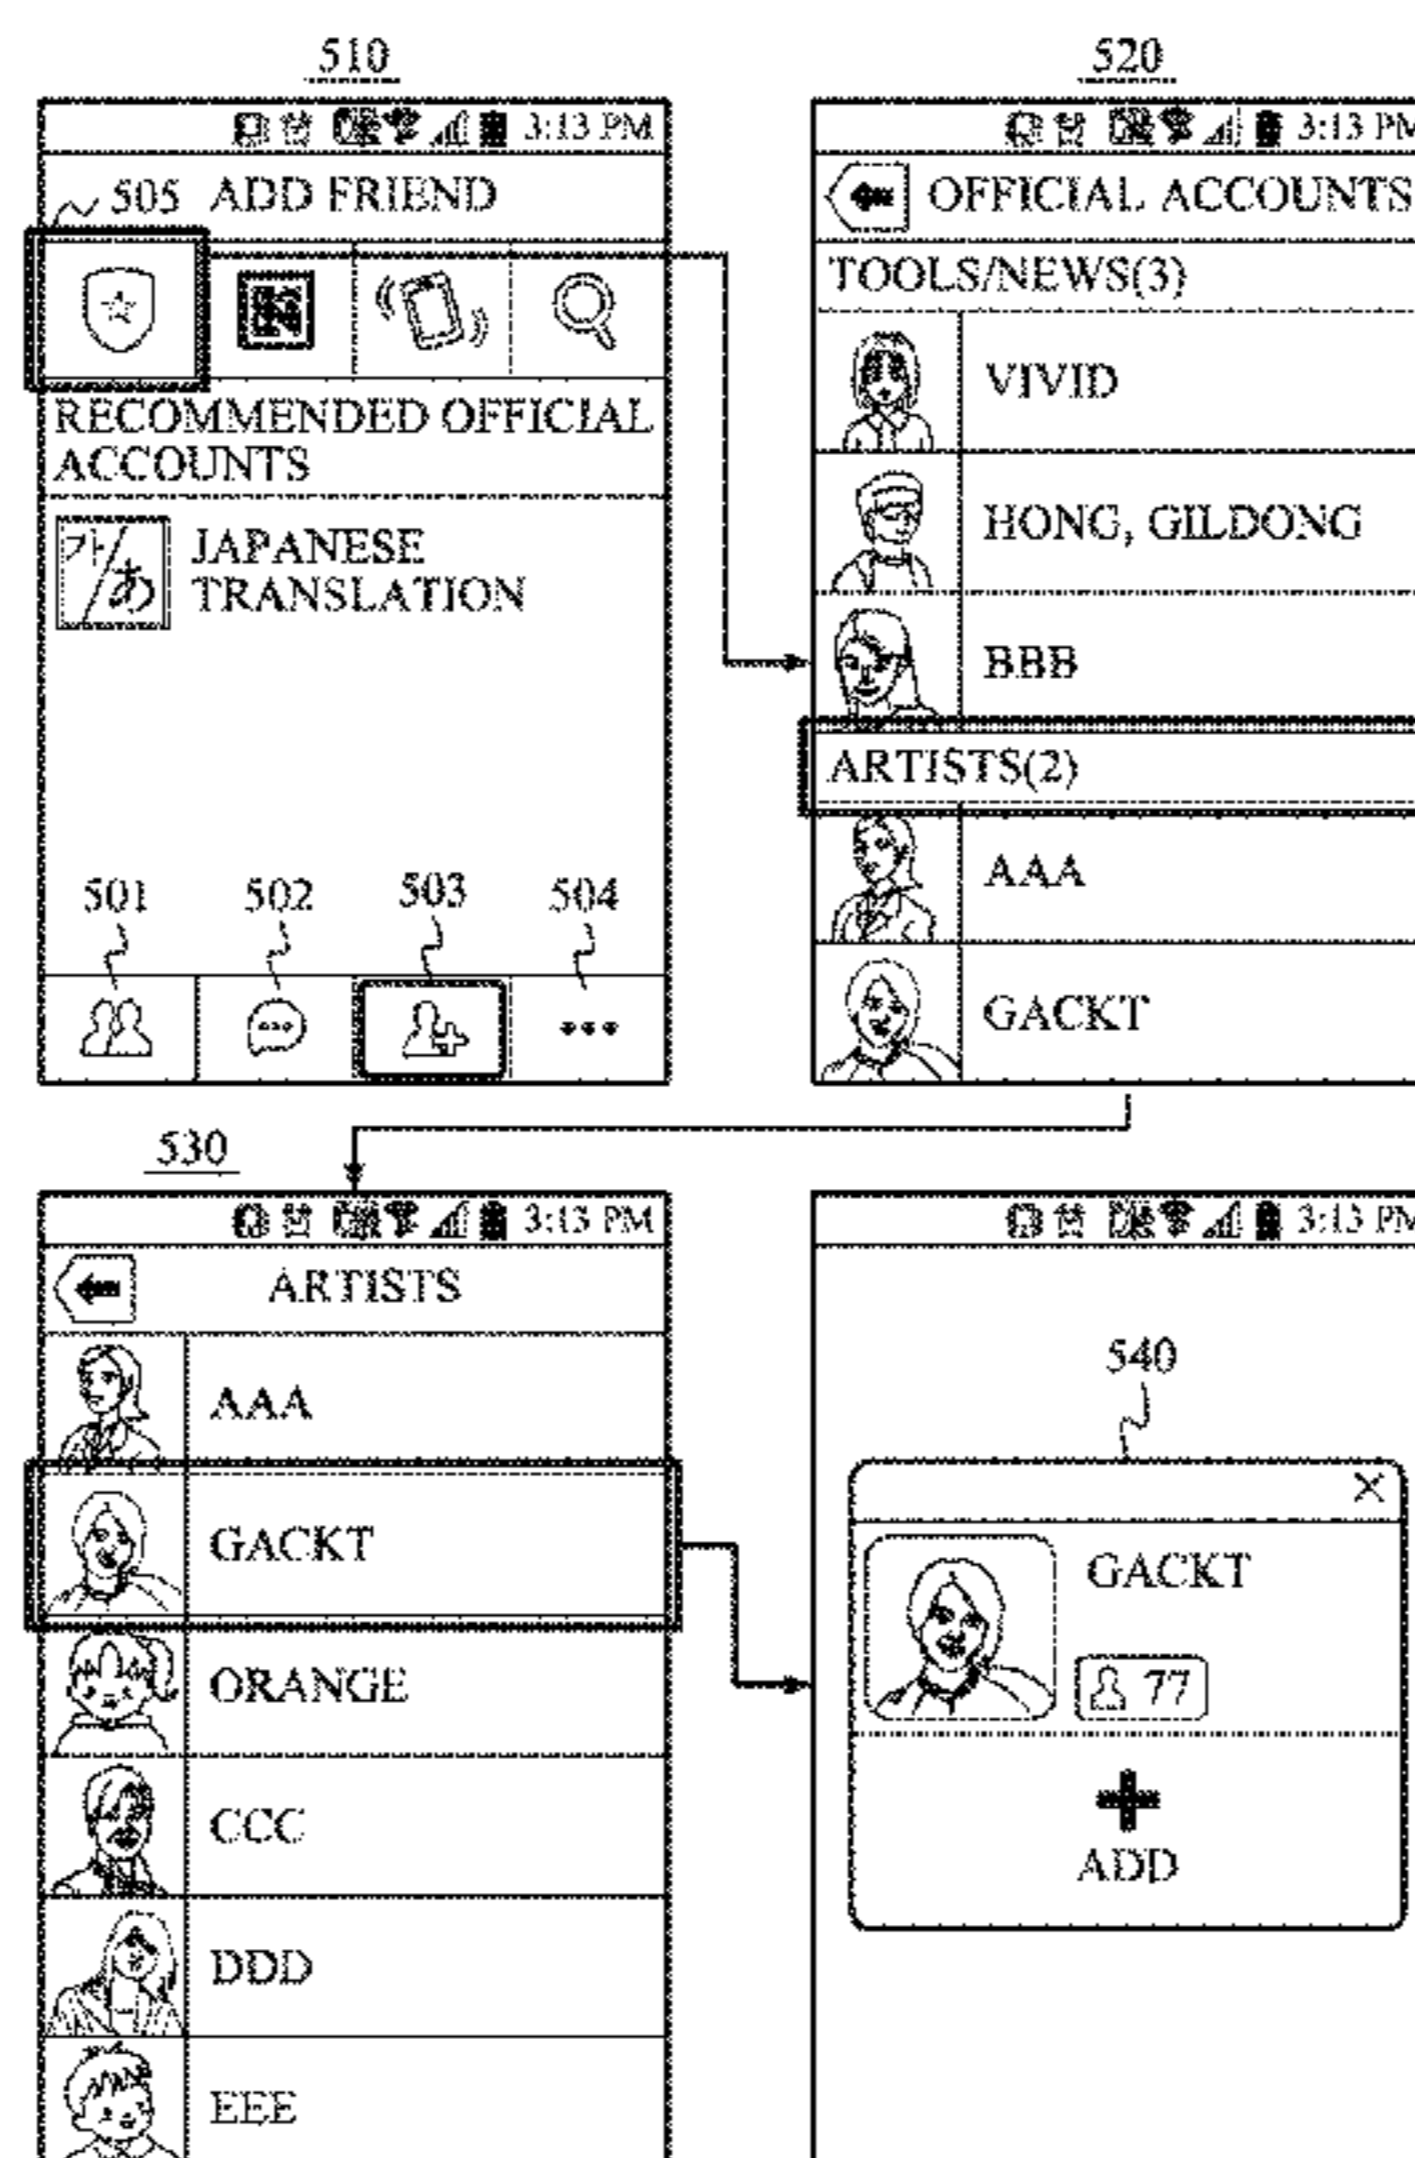 510
3:13 PM
505 ADD FRIEND
RECOMMENDED OFFICIAL
ACCOUNTS
가/あ
JAPANESE
TRANSLATION
501 502 503 504
520
3:13 PM
OFFICIAL ACCOUNTS
TOOLS/NEWS(3)
VIVID
HONG, GILDONG
BBB
ARTISTS(2)
AAA
GACKT
530
3:13 PM
ARTISTS
AAA
GACKT
ORANGE
CCC
DDD
EEE
3:13 PM
540
GACKT
77
ADD